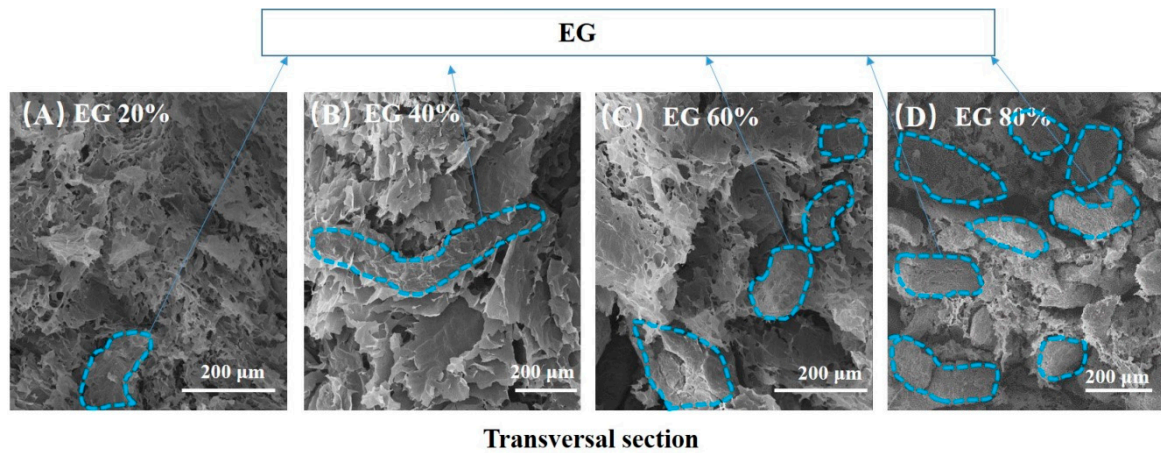 EG
(A) EG 20%
(B) EG 40%
(C) EG 60%
(D) EG 80%
200 μm
200 μm
200 μm
200 μm
Transversal section